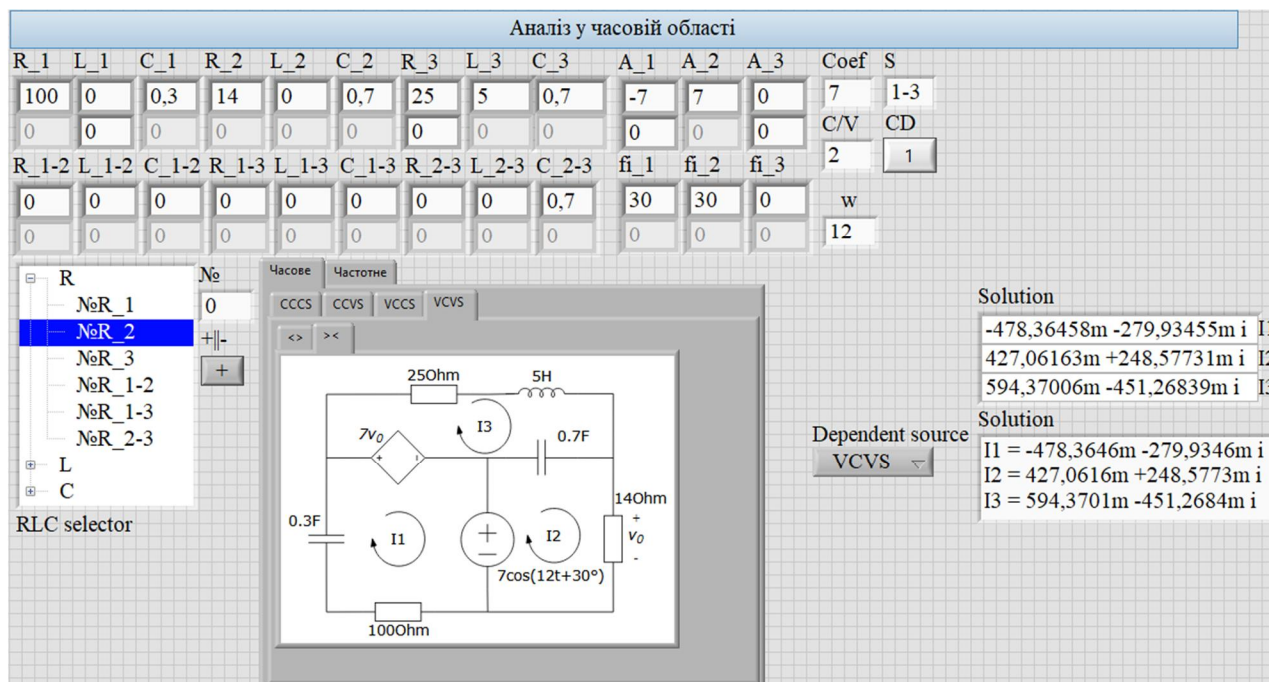 Аналіз у часовій області
R_1 L_1 C_1 R_2 L_2 C_2 R_3 L_3 C_3 A_1 A_2 A_3 Coef S
100 0 0,3 14 0 0,7 25 5 0,7 -7 7 0 7 1-3
0 0 0 0 0 0 0 0 0 0 0 0
C/V CD
2 1
R_1-2 L_1-2 C_1-2 R_1-3 L_1-3 C_1-3 R_2-3 L_2-3 C_2-3 fi_1 fi_2 fi_3
0 0 0 0 0 0 0 0 0,7 30 30 0
w
0 0 0 0 0 0 0 0 0 0 0 0 12
R
№R_1
№R_2
№R_3
№R_1-2
№R_1-3
№R_2-3
L
C
RLC selector
№
0
+||-
+
Часове Частотне
CCCS CCVS VCCS VCVS
<> ><
25Ohm 5H
7v0
I3
0.7F
+ -
14Ohm
0.3F
I1
+
−
I2
+
v0
-
7cos(12t+30°)
100Ohm
Dependent source
VCVS
Solution
-478,36458m -279,93455m i
427,06163m +248,57731m i I2
594,37006m -451,26839m i
Solution
I1 = -478,3646m -279,9346m i
I2 = 427,0616m +248,5773m i
I3 = 594,3701m -451,2684m i